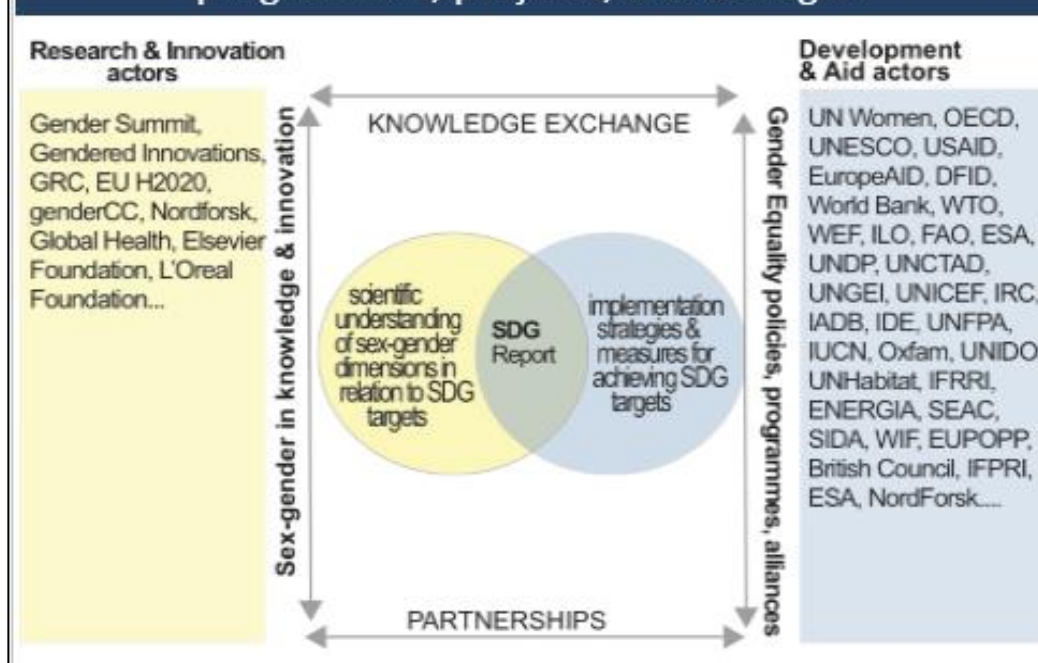 Research & Innovation
actors
Gender Summit,
Gendered Innovations,
GRC, EU H2020,
genderCC, Nordforsk,
Global Health, Elsevier
Foundation, L'Oreal
Foundation...
Sex-gender in knowledge & innovation
KNOWLEDGE EXCHANGE
scientific
understanding
of sex-gender
dimensions in
relation to SDG
targets
SDG
Report
implementation
strategies &
measures for
achieving SDG
targets
PARTNERSHIPS
Gender Equality policies, programmes, alliances
Development
& Aid actors
UN Women, OECD,
UNESCO, USAID,
EuropeAID, DFID,
World Bank, WTO,
WEF, ILO, FAO, ESA,
UNDP, UNCTAD,
UNGEI, UNICEF, IRC,
IADB, IDE, UNFPA,
IUCN, Oxfam, UNIDO
UNHabitat, IFRRI,
ENERGIA, SEAC,
SIDA, WIF, EUPOPP,
British Council, IFPRI,
ESA, NordForsk....